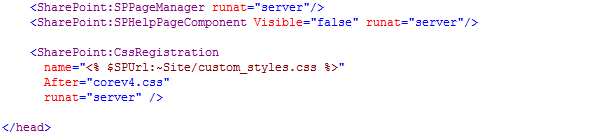 <SharePoint:SPPageManager runat="server"/>
<SharePoint:SPHelpPageComponent Visible="false" runat="server"/>
<SharePoint:CssRegistration
name="<% $SPUrl:~Site/custom_styles.css %>"
After="corev4.css"
runat="server" />
</head>